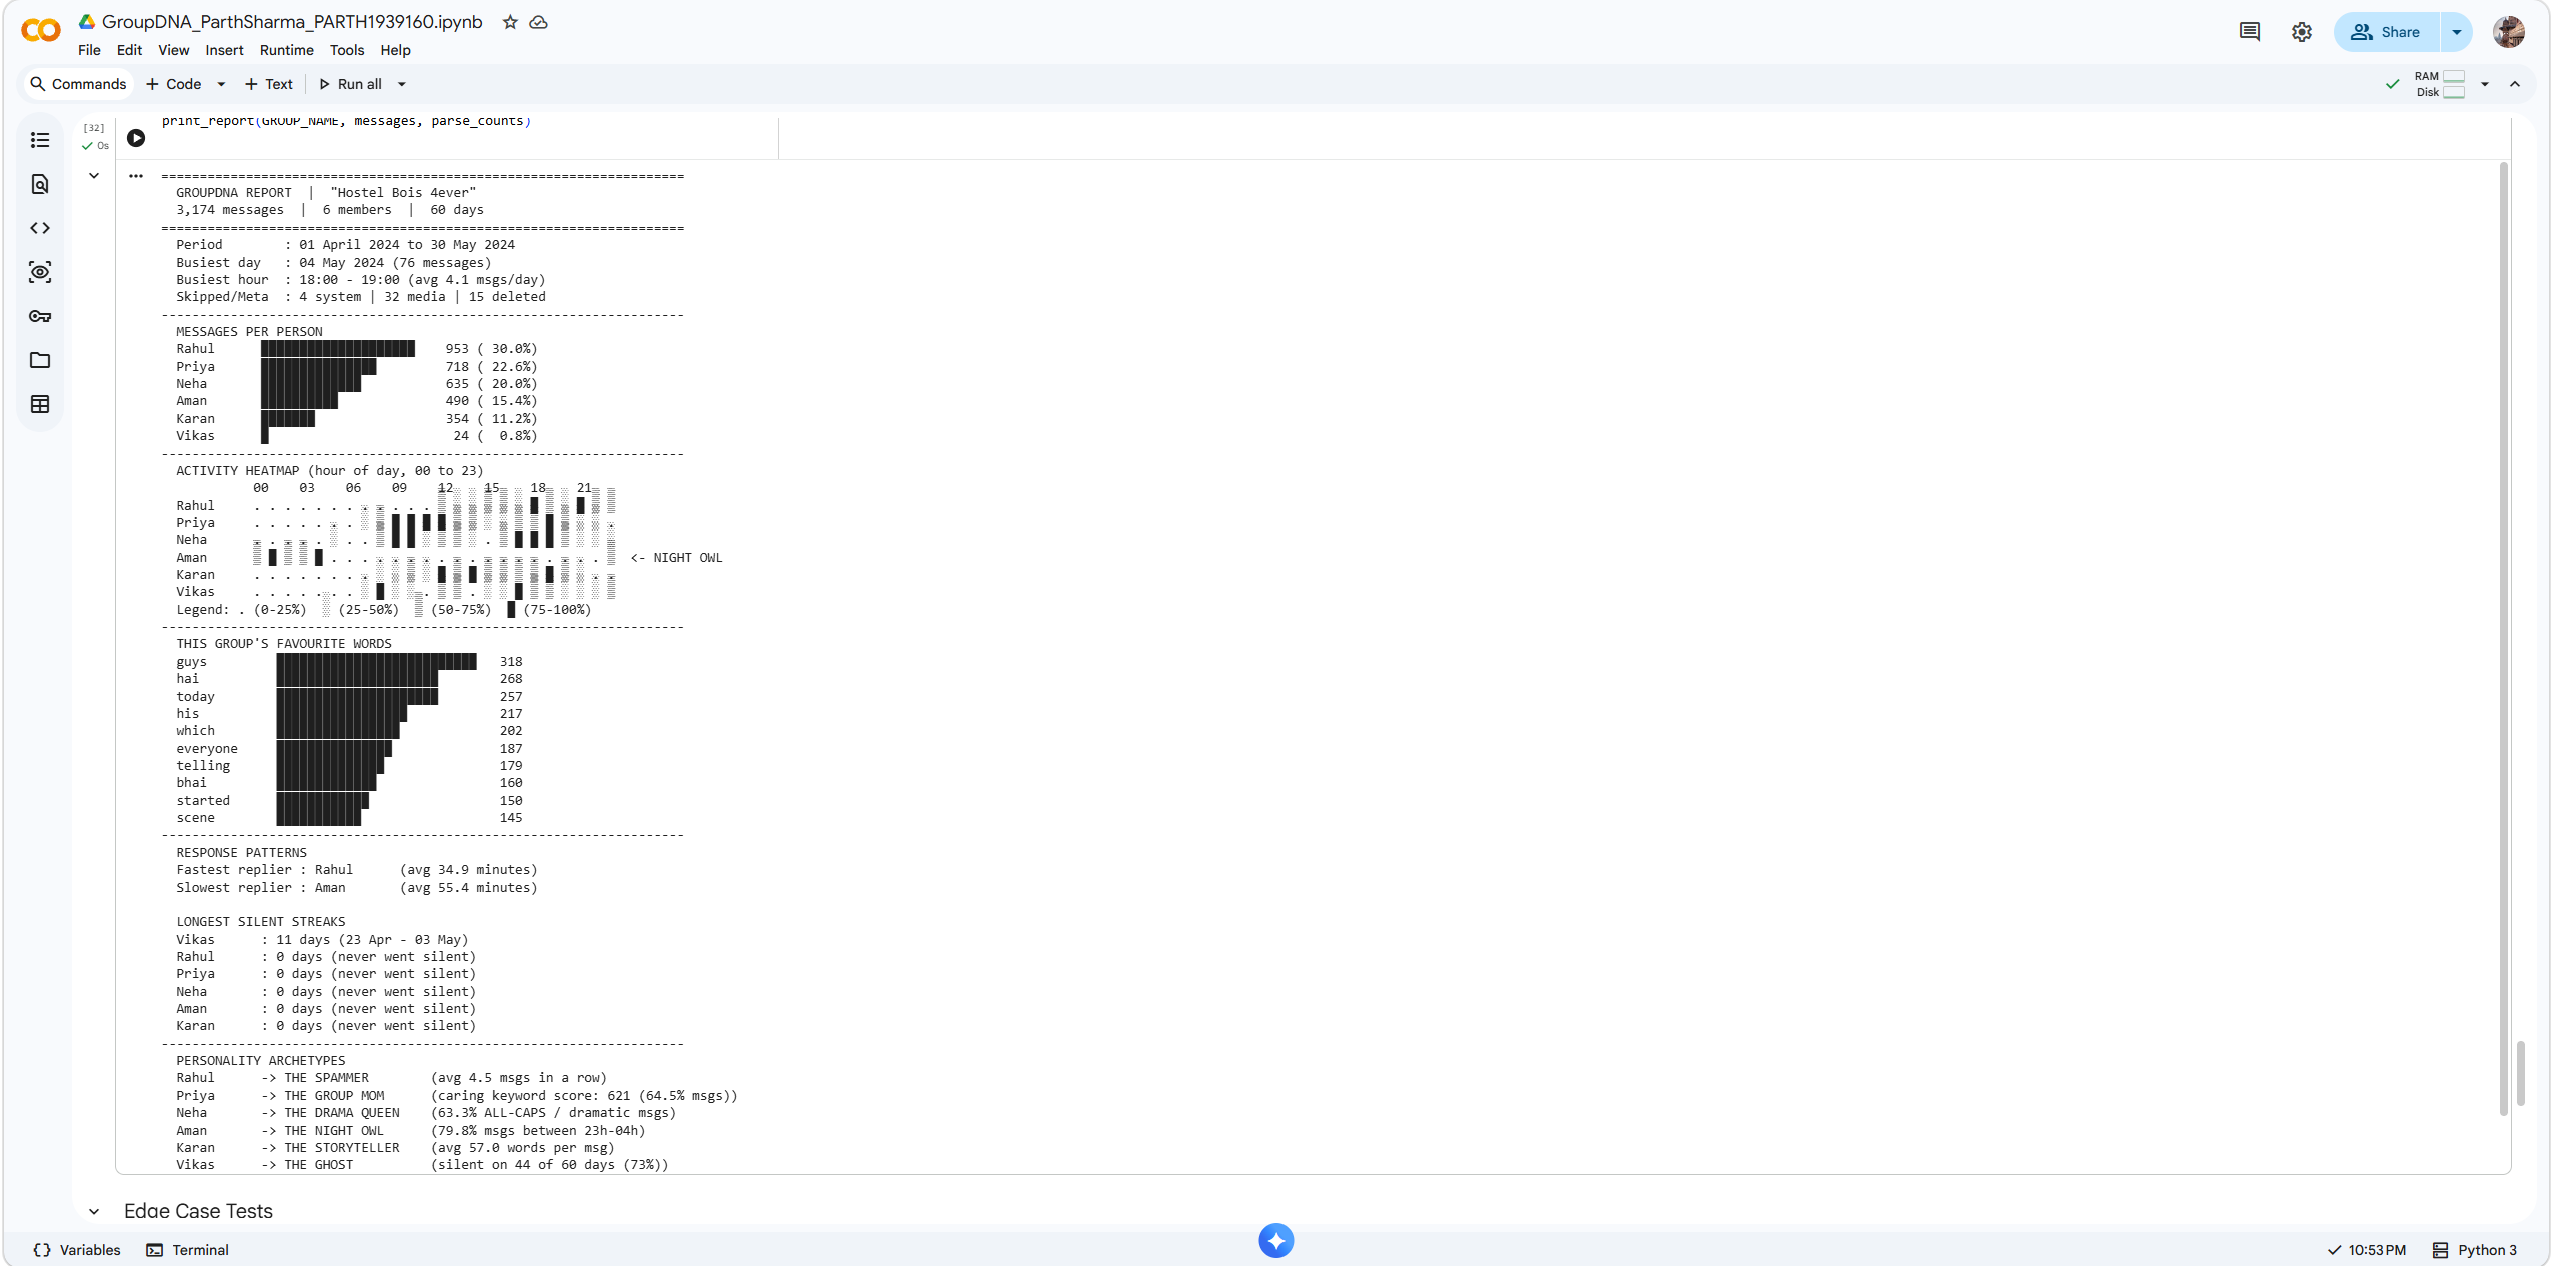 GroupDNA_ParthSharma_PARTH1939160.ipynb
File Edit View Insert Runtime Tools Help
Share
Commands + Code + Text Run all
RAM
Disk
[32]
0s
print_report(GROUP_NAME, messages, parse_counts)
======================================================================
GROUPDNA REPORT | "Hostel Bois 4ever"
3,174 messages | 6 members | 60 days
======================================================================
Period : 01 April 2024 to 30 May 2024
Busiest day : 04 May 2024 (76 messages)
Busiest hour : 18:00 - 19:00 (avg 4.1 msgs/day)
Skipped/Meta : 4 system | 32 media | 15 deleted
----------------------------------------------------------------------
MESSAGES PER PERSON
Rahul 953 ( 30.0%)
Priya 718 ( 22.6%)
Neha 635 ( 20.0%)
Aman 490 ( 15.4%)
Karan 354 ( 11.2%)
Vikas 24 ( 0.8%)
----------------------------------------------------------------------
ACTIVITY HEATMAP (hour of day, 00 to 23)
00 03 06 09 12 15 18 21
Rahul
Priya
Neha
Aman <- NIGHT OWL
Karan
Vikas
Legend: . (0-25%) ░ (25-50%) ▒ (50-75%) █ (75-100%)
----------------------------------------------------------------------
THIS GROUP'S FAVOURITE WORDS
guys 318
hai 268
today 257
his 217
which 202
everyone 187
telling 179
bhai 160
started 150
scene 145
----------------------------------------------------------------------
RESPONSE PATTERNS
Fastest replier : Rahul (avg 34.9 minutes)
Slowest replier : Aman (avg 55.4 minutes)
LONGEST SILENT STREAKS
Vikas : 11 days (23 Apr - 03 May)
Rahul : 0 days (never went silent)
Priya : 0 days (never went silent)
Neha : 0 days (never went silent)
Aman : 0 days (never went silent)
Karan : 0 days (never went silent)
----------------------------------------------------------------------
PERSONALITY ARCHETYPES
Rahul -> THE SPAMMER (avg 4.5 msgs in a row)
Priya -> THE GROUP MOM (caring keyword score: 621 (64.5% msgs))
Neha -> THE DRAMA QUEEN (63.3% ALL-CAPS / dramatic msgs)
Aman -> THE NIGHT OWL (79.8% msgs between 23h-04h)
Karan -> THE STORYTELLER (avg 57.0 words per msg)
Vikas -> THE GHOST (silent on 44 of 60 days (73%))
Edge Case Tests
Variables Terminal
10:53 PM Python 3